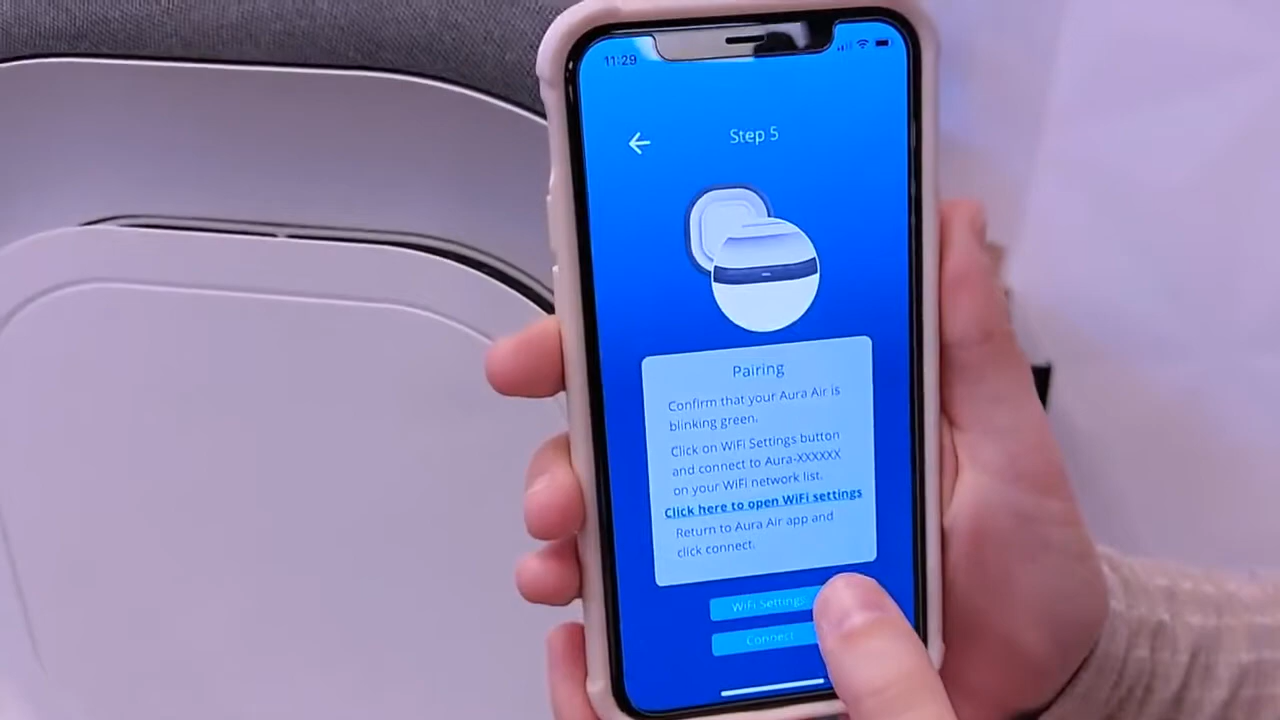 11:29
Step 5
Pairing
Confirm that your Aura Air is
blinking green.
Click on WiFi Settings button
and connect to Aura-XXXXXX
on your WiFi network list.
Click here to open WiFi settings
Return to Aura Air app and
click connect.
WiFi Settings
Connect